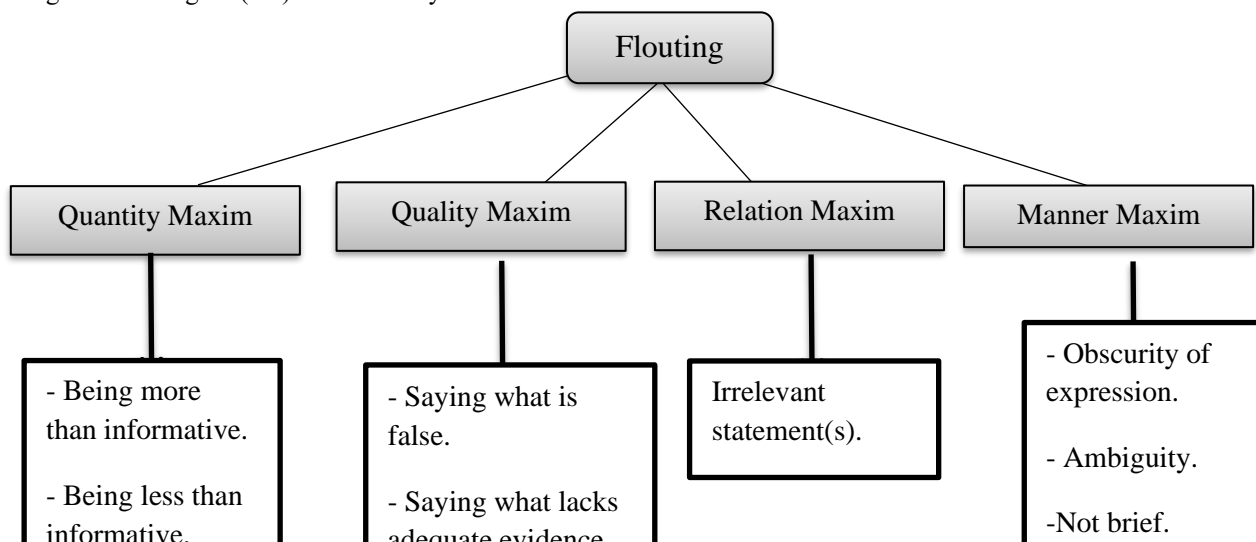 Flouting
Quantity Maxim
Quality Maxim
Relation Maxim
Manner Maxim
- Being more
than informative.
- Being less than
informative.
- Saying what is
false.
- Saying what lacks
adequate evidence
Irrelevant
statement(s).
- Obscurity of
expression.
- Ambiguity.
-Not brief.